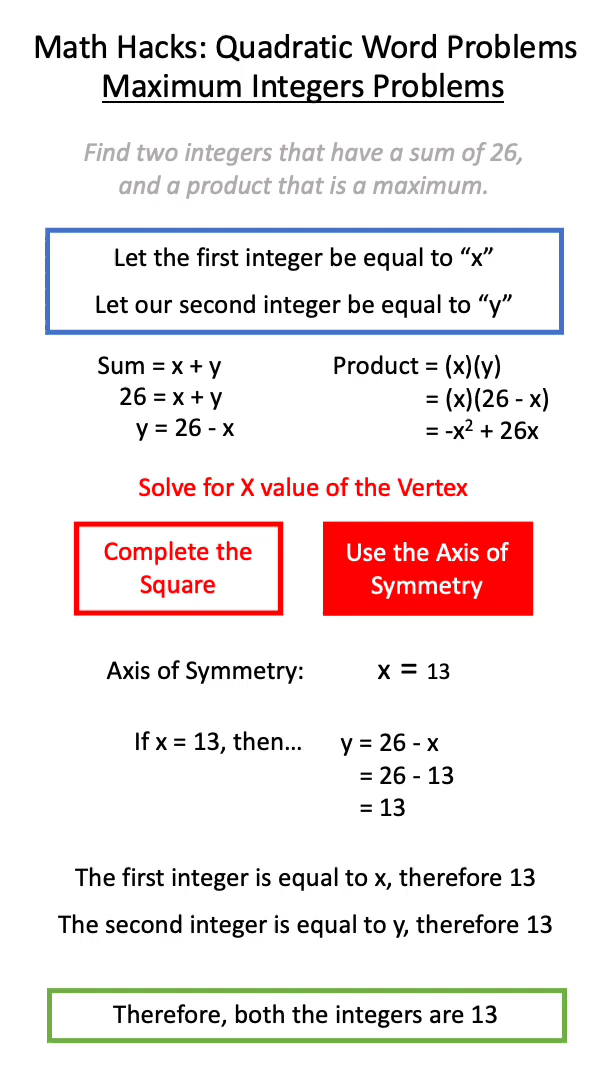 Math Hacks: Quadratic Word Problems
Maximum Integers Problems
Find two integers that have a sum of 26,
and a product that is a maximum.
Let the first integer be equal to “x”
Let our second integer be equal to “y”
Sum = x + y
26 = x + y
y = 26 - x
Product = (x)(y)
= (x)(26 - x)
= -x² + 26x
Solve for X value of the Vertex
Complete the
Square
Use the Axis of
Symmetry
Axis of Symmetry: x = 13
If x = 13, then... y = 26 - x
= 26 - 13
= 13
The first integer is equal to x, therefore 13
The second integer is equal to y, therefore 13
Therefore, both the integers are 13